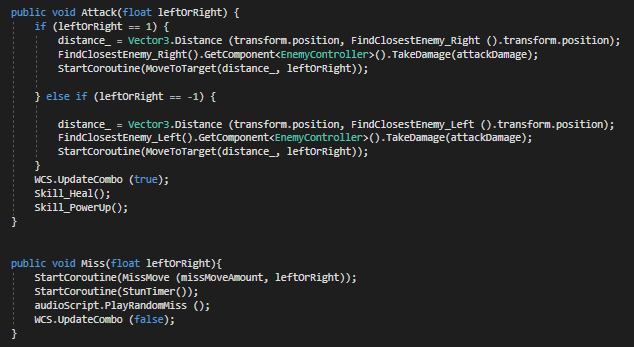 public void Attack(float leftOrRight) {
if (leftOrRight == 1) {
distance_ = Vector3.Distance (transform.position, FindClosestEnemy_Right ().transform.position);
FindClosestEnemy_Right().GetComponent<EnemyController>().TakeDamage(attackDamage);
StartCoroutine(MoveToTarget(distance_, leftOrRight));
} else if (leftOrRight == -1) {
distance_ = Vector3.Distance (transform.position, FindClosestEnemy_Left ().transform.position);
FindClosestEnemy_Left().GetComponent<EnemyController>().TakeDamage(attackDamage);
StartCoroutine(MoveToTarget(distance_, leftOrRight));
}
WCS.UpdateCombo (true);
Skill_Heal();
Skill_PowerUp();
}
public void Miss(float leftOrRight){
StartCoroutine(MissMove (missMoveAmount, leftOrRight));
StartCoroutine(StunTimer());
audioScript.PlayRandomMiss ();
WCS.UpdateCombo (false);
}